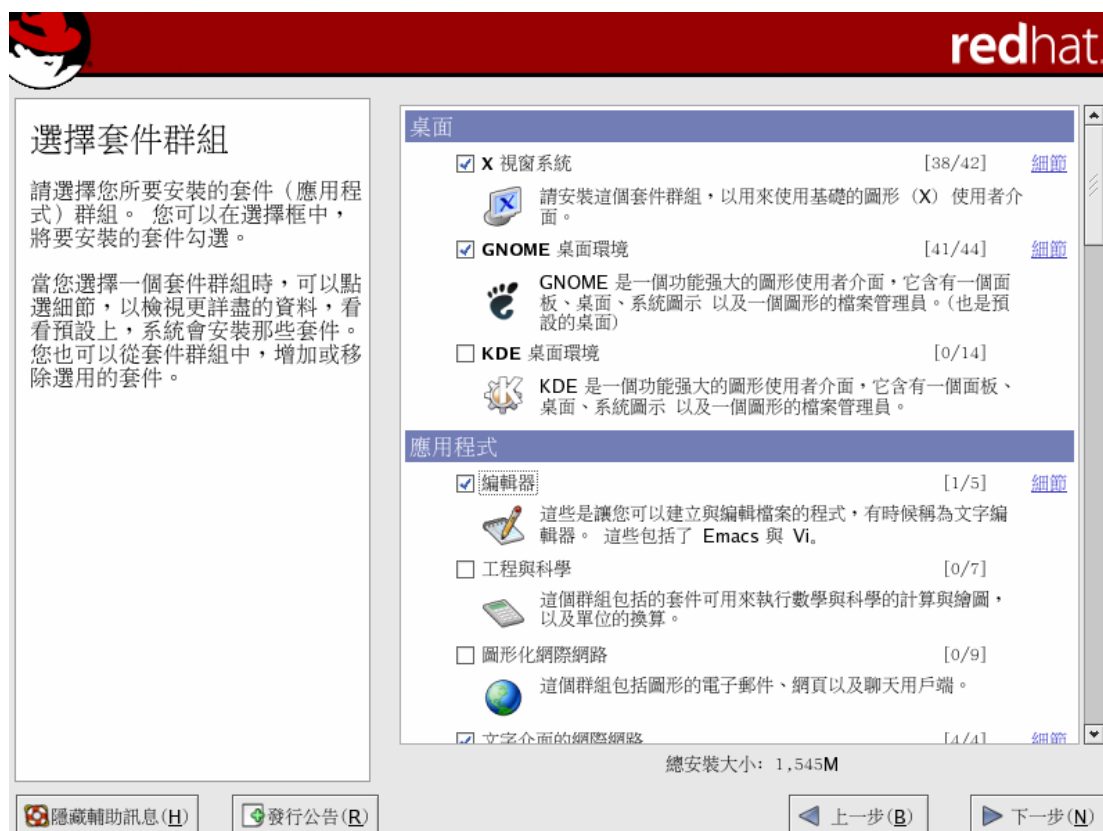 redhat.
選擇套件群組
請選擇您所要安裝的套件（應用程
式）群組。 您可以在選擇框中，
將要安裝的套件勾選。
當您選擇一個套件群組時，可以點
選細節，以檢視更詳盡的資料，看
看預設上，系統會安裝那些套件。
您也可以從套件群組中，增加或移
除選用的套件。
桌面
X 視窗系統 [38/42] 細節
請安裝這個套件群組，以用來使用基礎的圖形（X）使用者介
面。
GNOME 桌面環境 [41/44] 細節
GNOME 是一個功能強大的圖形使用者介面，它含有一個面
板、桌面、系統圖示 以及一個圖形的檔案管理員。(也是預
設的桌面)
KDE 桌面環境 [0/14]
KDE 是一個功能強大的圖形使用者介面，它含有一個面板、
桌面、系統圖示 以及一個圖形的檔案管理員。
應用程式
編輯器 [1/5] 細節
這些是讓您可以建立與編輯檔案的程式，有時候稱為文字編
輯器。 這些包括了 Emacs 與 Vi。
工程與科學 [0/7]
這個群組包括的套件可用來執行數學與科學的計算與繪圖，
以及單位的換算。
圖形化網際網路 [0/9]
這個群組包括圖形的電子郵件、網頁以及聊天用戶端。
文字介面的網際網路 [4/4] 細節
總安裝大小: 1,545M
隱藏輔助訊息(H) 發行公告(R) 上一步(B) 下一步(N)